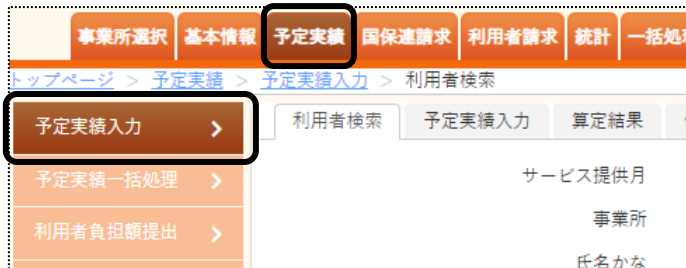 事業所選択 基本情報 予定実績 国保連請求 利用者請求 統計 一括処理
トップページ > 予定実績 > 予定実績入力 > 利用者検索
予定実績入力
利用者検索 予定実績入力 算定結果
サービス提供月
予定実績一括処理
事業所
利用者負担額提出
氏名かな